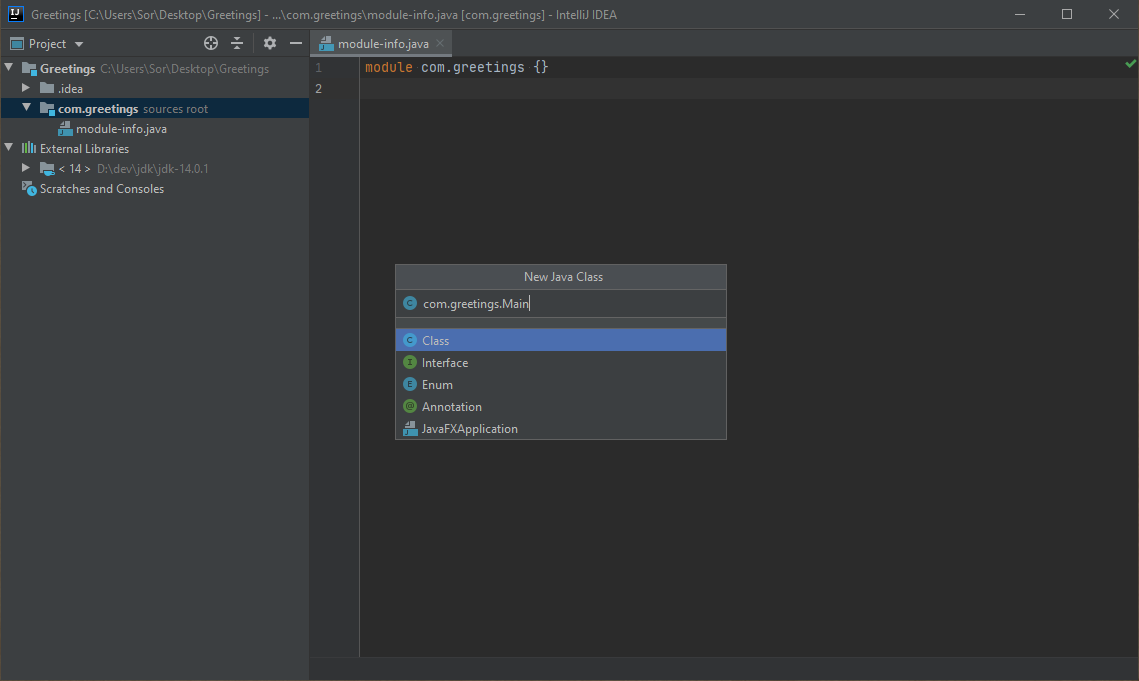 Greetings [C:\Users\Sor\Desktop\Greetings] - ...\com.greetings\module-info.java [com.greetings] - IntelliJ IDEA
Project
module-info.java
Greetings C:\Users\Sor\Desktop\Greetings
.idea
com.greetings sources root
module-info.java
External Libraries
< 14 > D:\dev\jdk\jdk-14.0.1
Scratches and Consoles
1 module com.greetings {}
2
New Java Class
com.greetings.Main
Class
Interface
Enum
Annotation
JavaFXApplication